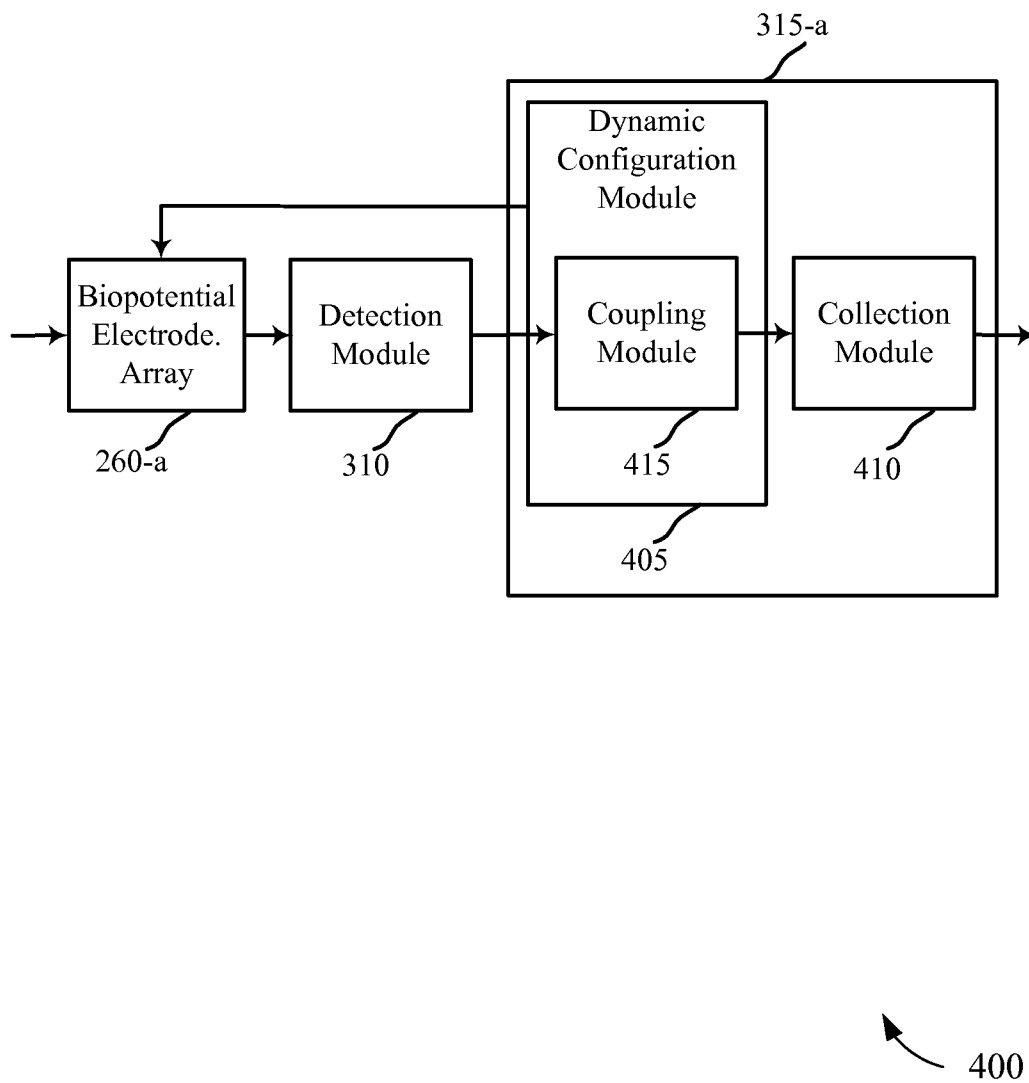 315-a
Dynamic
Configuration
Module
Biopotential
Electrode.
Array
Detection
Module
Coupling
Module
Collection
Module
260-a
310
415
410
405
400